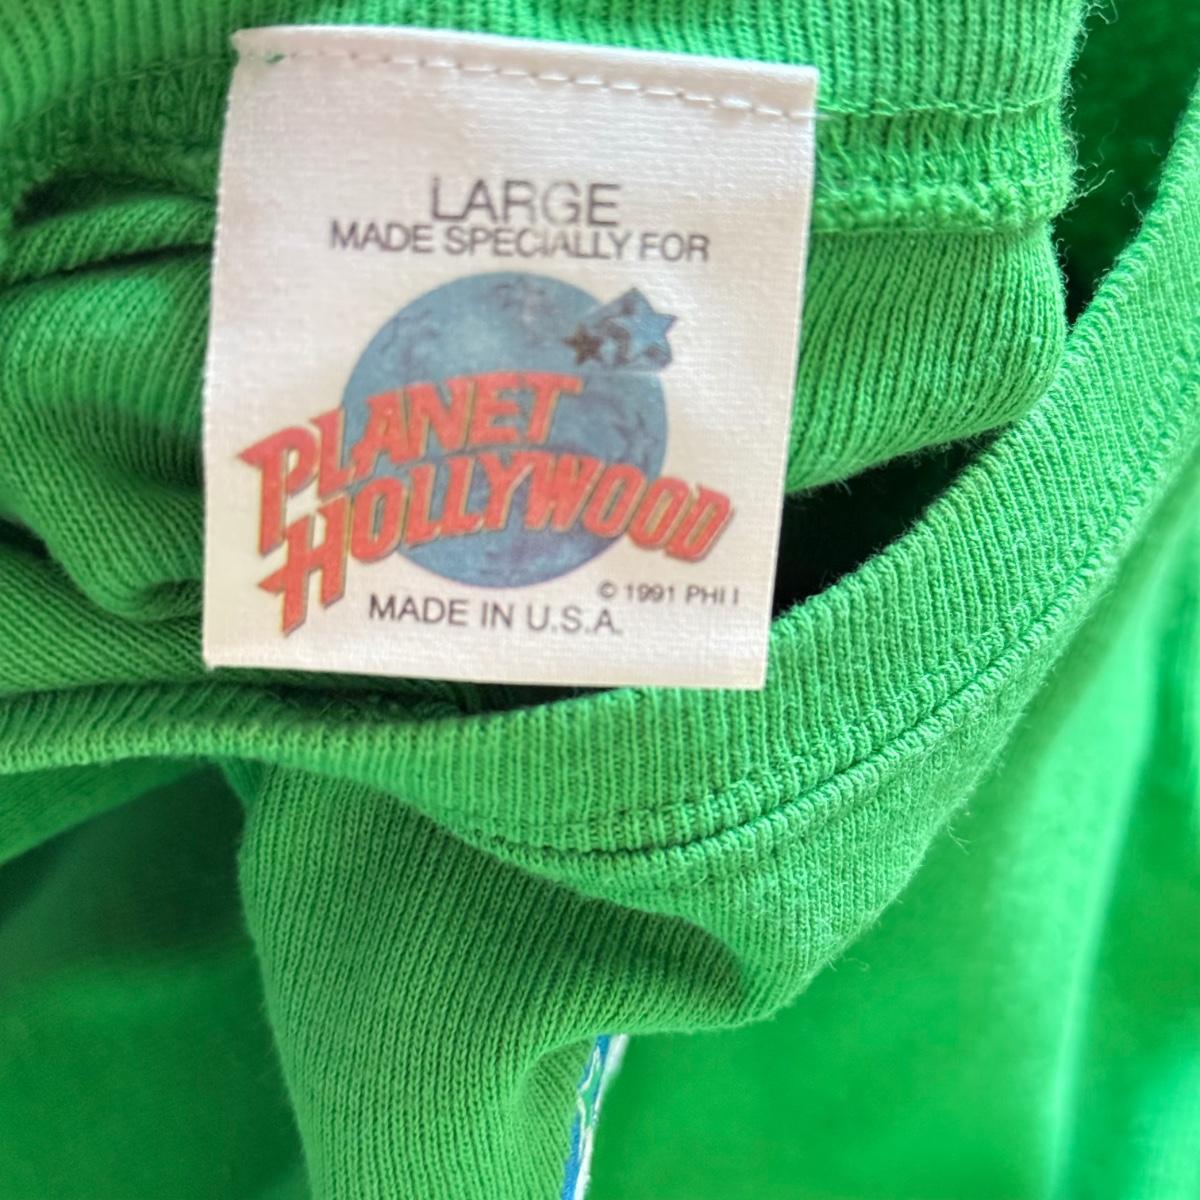 LARGE
MADE SPECIALLY FOR
PLANET
HOLLYWOOD
© 1991 PHI I
MADE IN U.S.A.